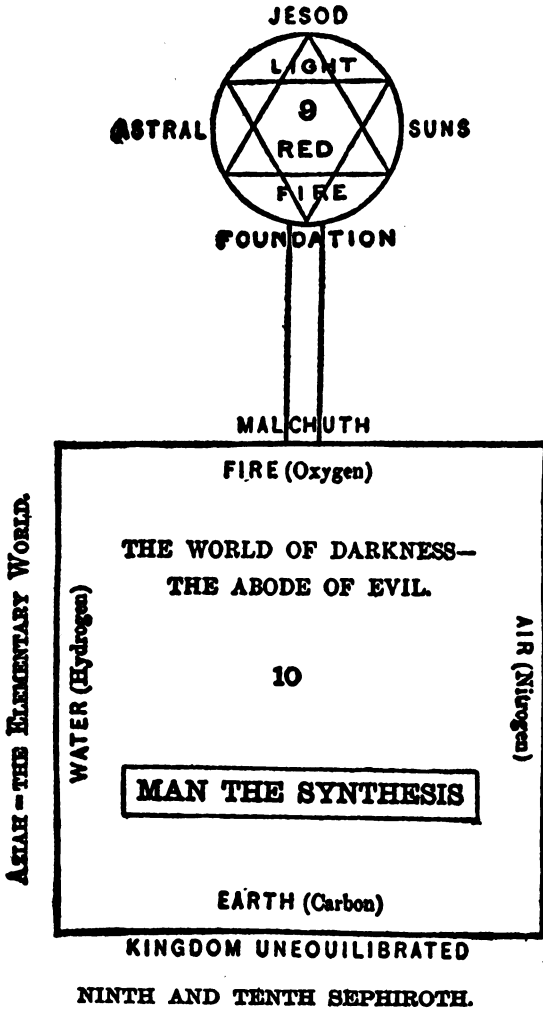 JESOD
LIGHT
9
ASTRAL
SUNS
RED
FIRE
FOUNDATION
MALCHUTH
FIRE (Oxygen)
THE WORLD OF DARKNESS—
THE ABODE OF EVIL.
AZIAH = THE ELEMENTARY WORLD.
WATER (Hydrogen)
10
AIR (Nitrogen)
MAN THE SYNTHESIS
EARTH (Carbon)
KINGDOM UNEQUILIBRATED
NINTH AND TENTH SEPHIROTH.